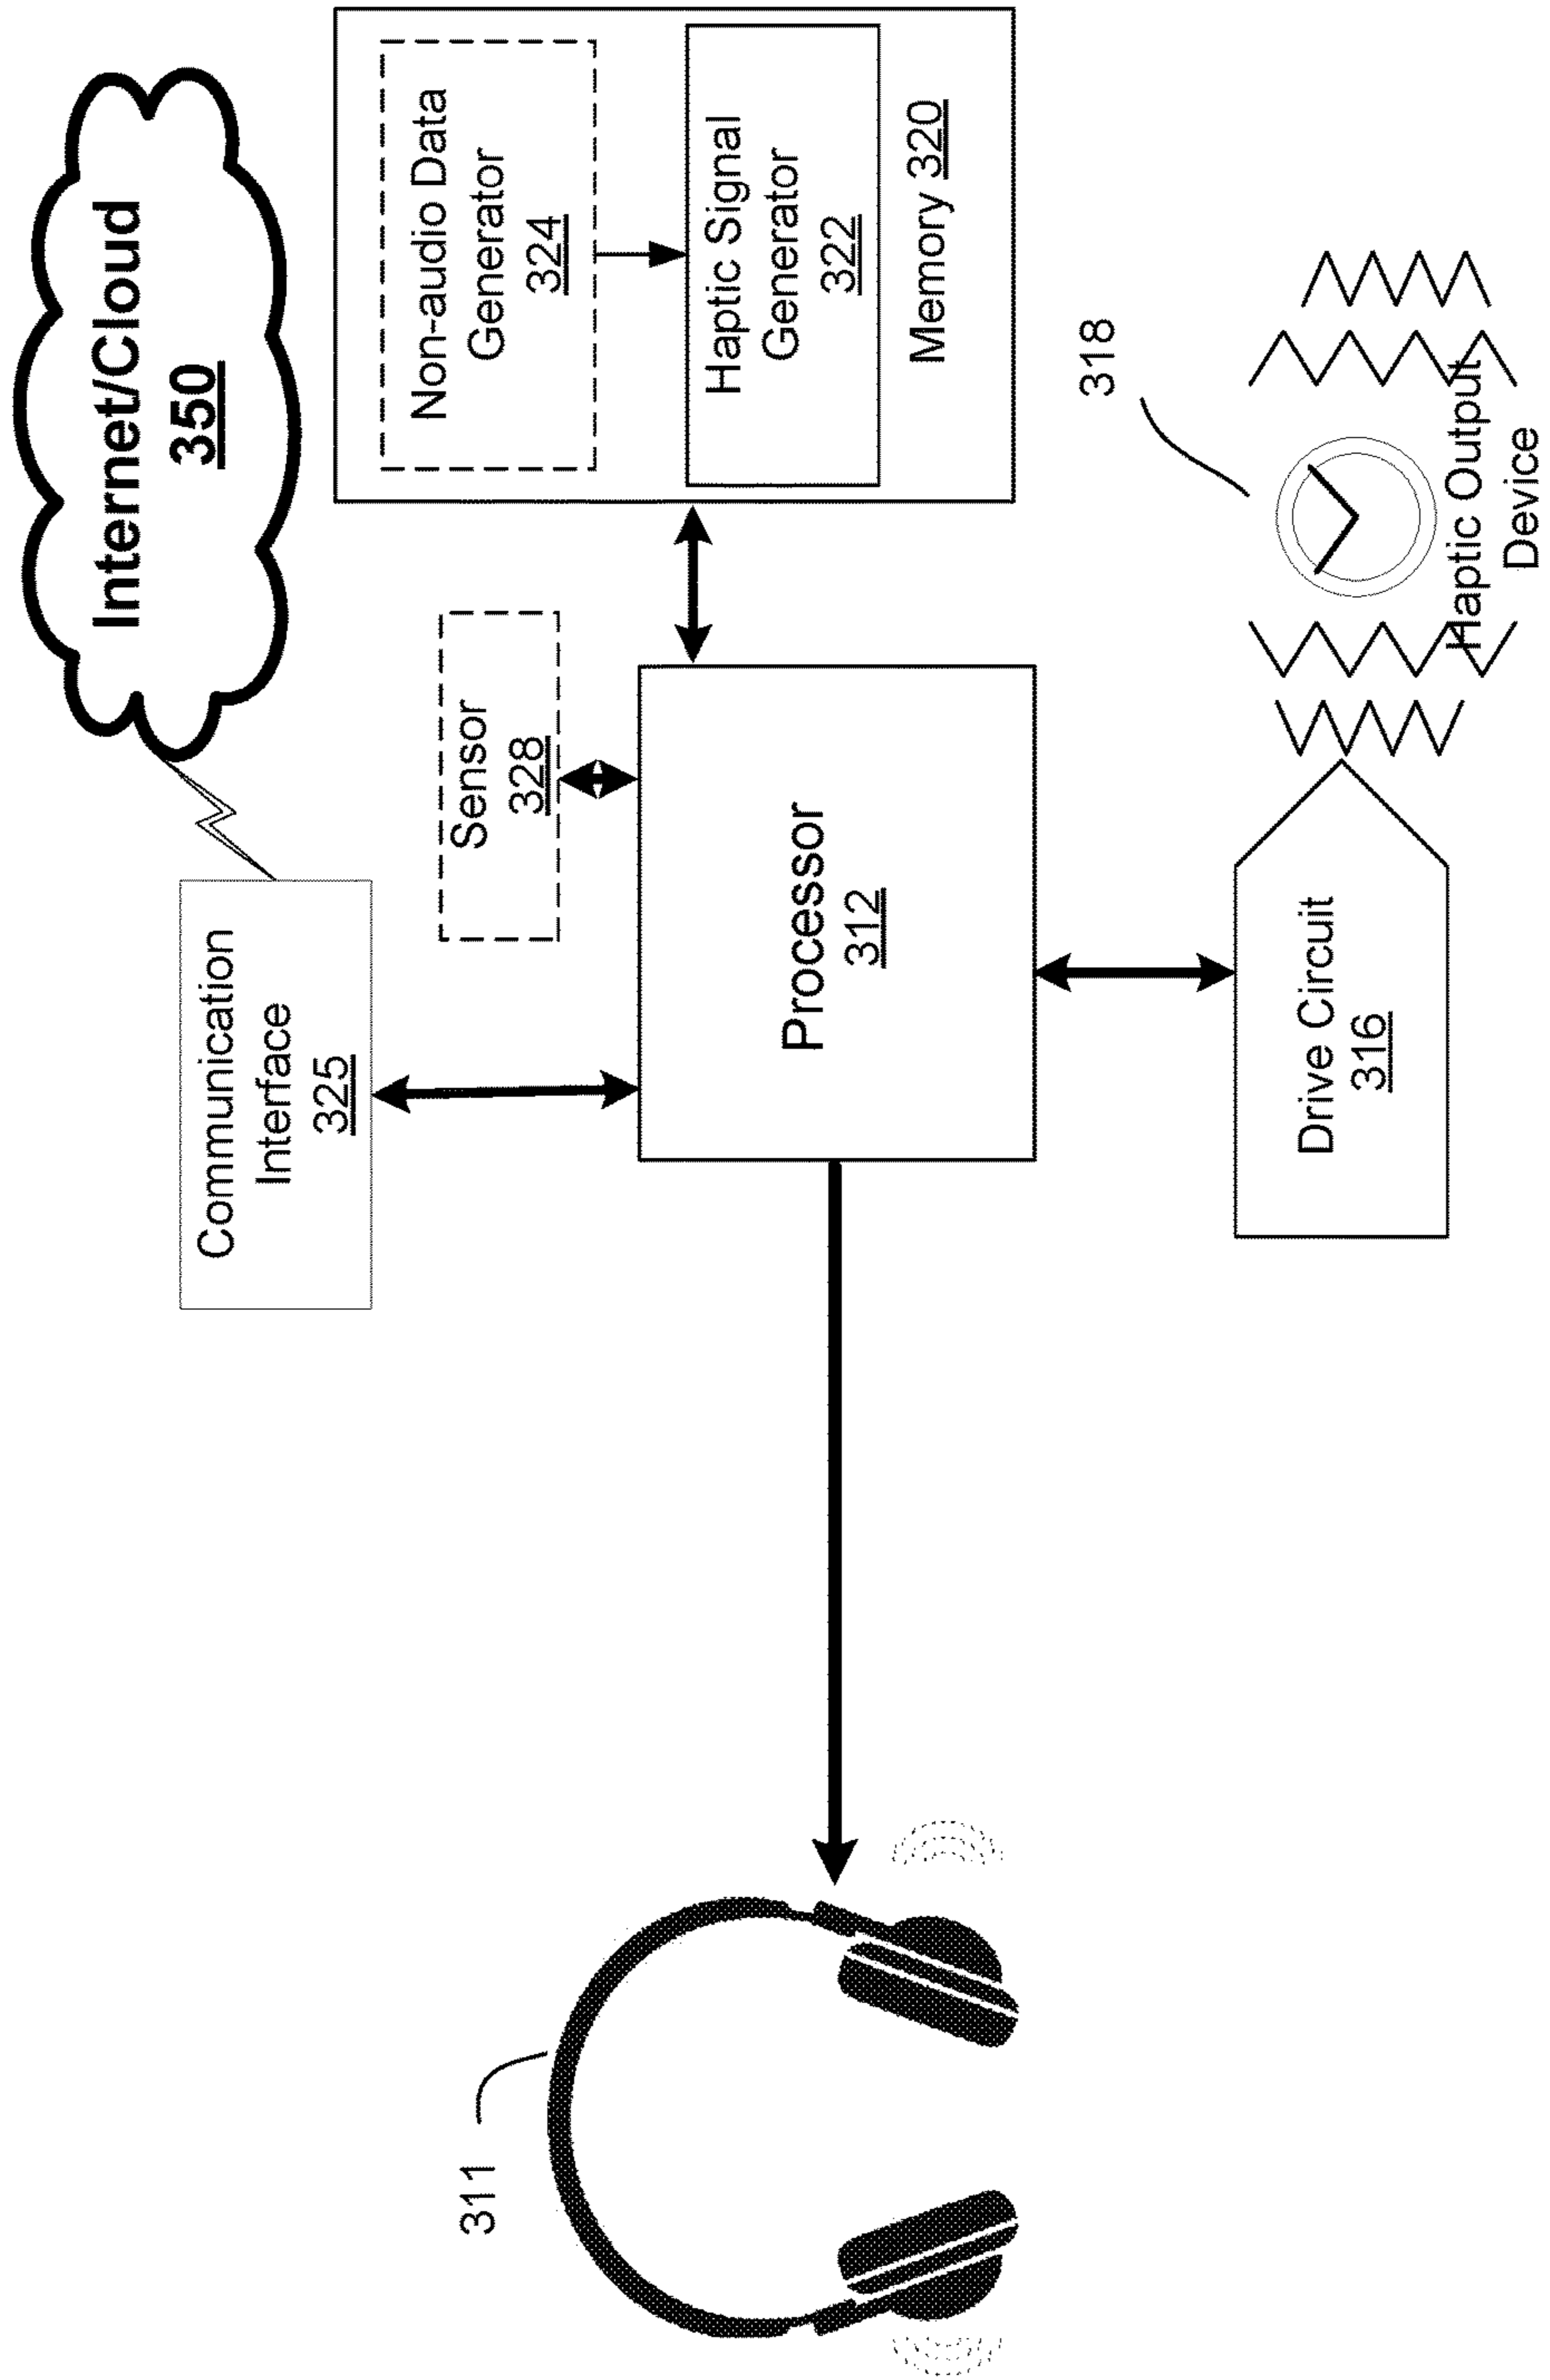 311
Communication
Interface
325
Internet/Cloud
350
Sensor
328
Non-audio Data
Generator
324
Haptic Signal
Generator
322
Memory 320
Processor
312
Drive Circuit
316
318
Haptic Output
Device